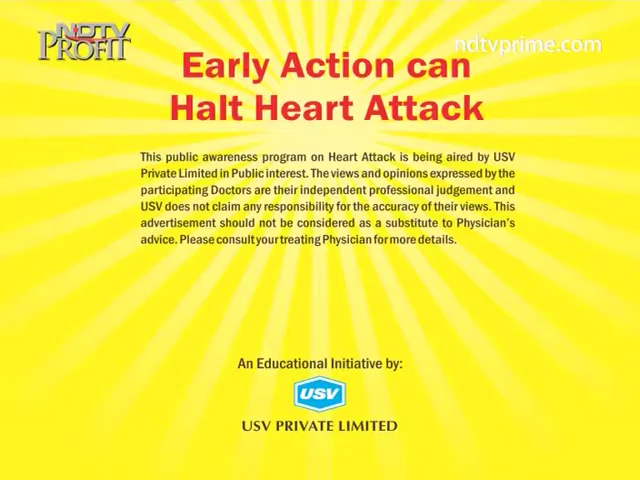 NDTV
PROFIT
ndtvprime.com
Early Action can
Halt Heart Attack
This public awareness program on Heart Attack is being aired by USV
Private Limited in Public interest. The views and opinions expressed by the
participating Doctors are their independent professional judgement and
USV does not claim any responsibility for the accuracy of their views. This
advertisement should not be considered as a substitute to Physician's
advice. Please consult your treating Physician for more details.
An Educational Initiative by:
USV
USV PRIVATE LIMITED